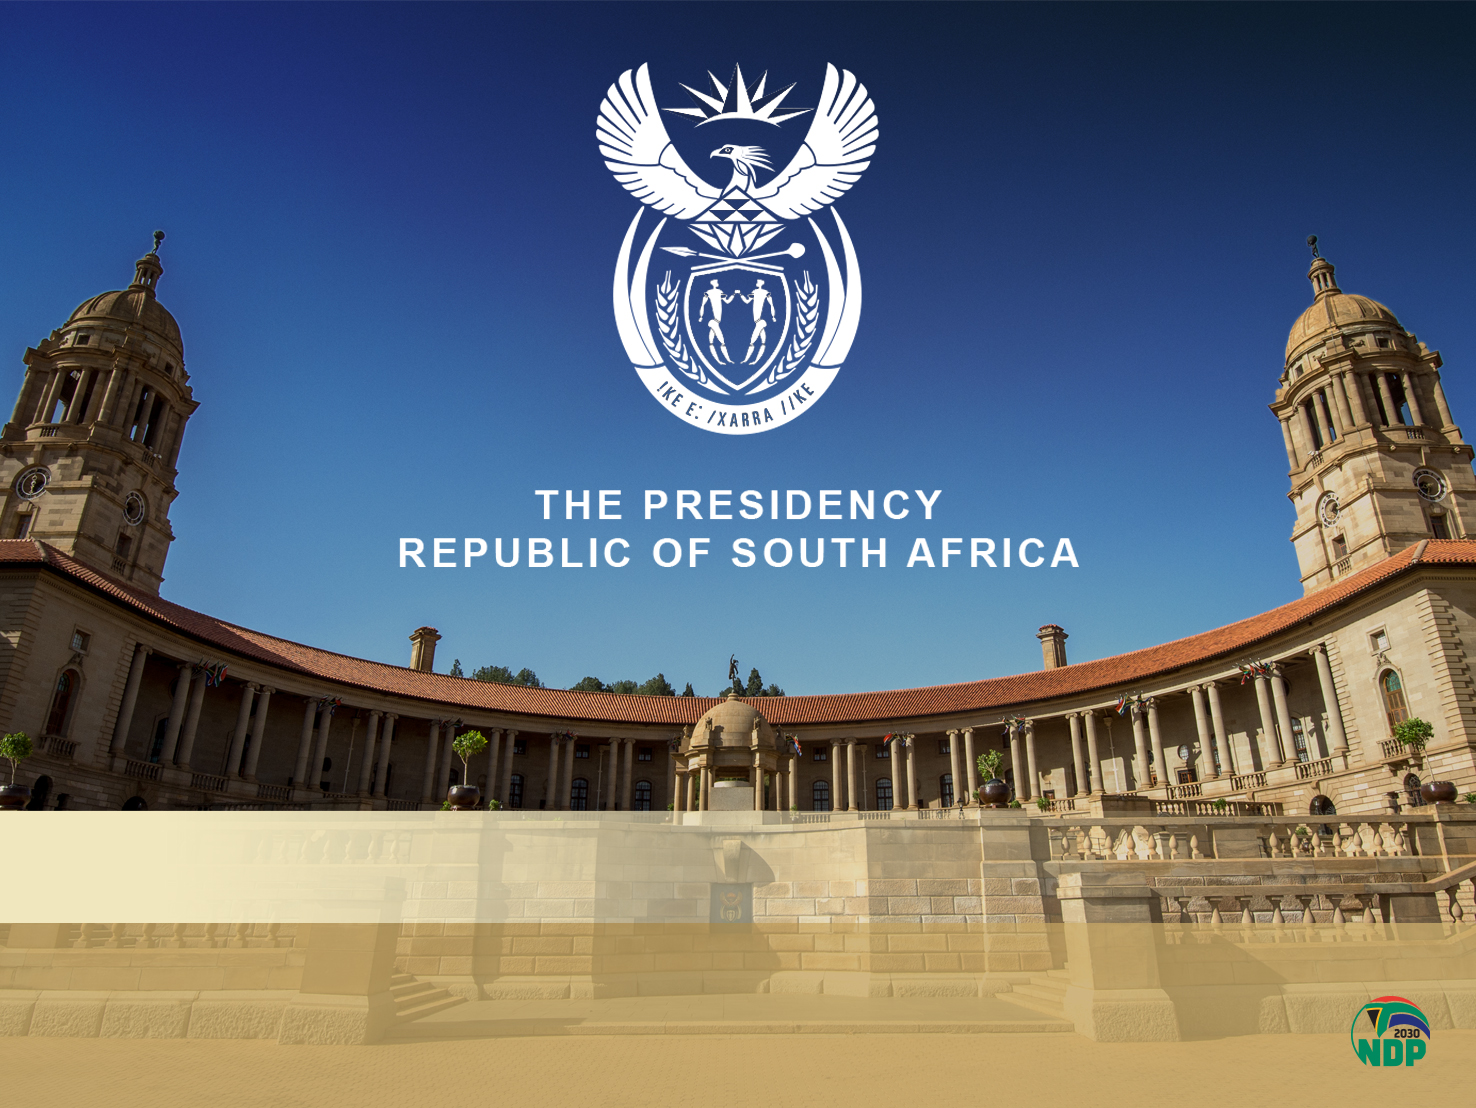 !KE E: /XARRA //KE
THE PRESIDENCY
REPUBLIC OF SOUTH AFRICA
2030
NDP